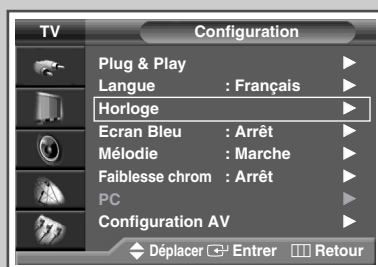 TV Configuration
Plug & Play
Langue : Français
Horloge
Ecran Bleu : Arrêt
Mélodie : Marche
Faiblesse chrom : Arrêt
PC
Configuration AV
Déplacer Entrer Retour